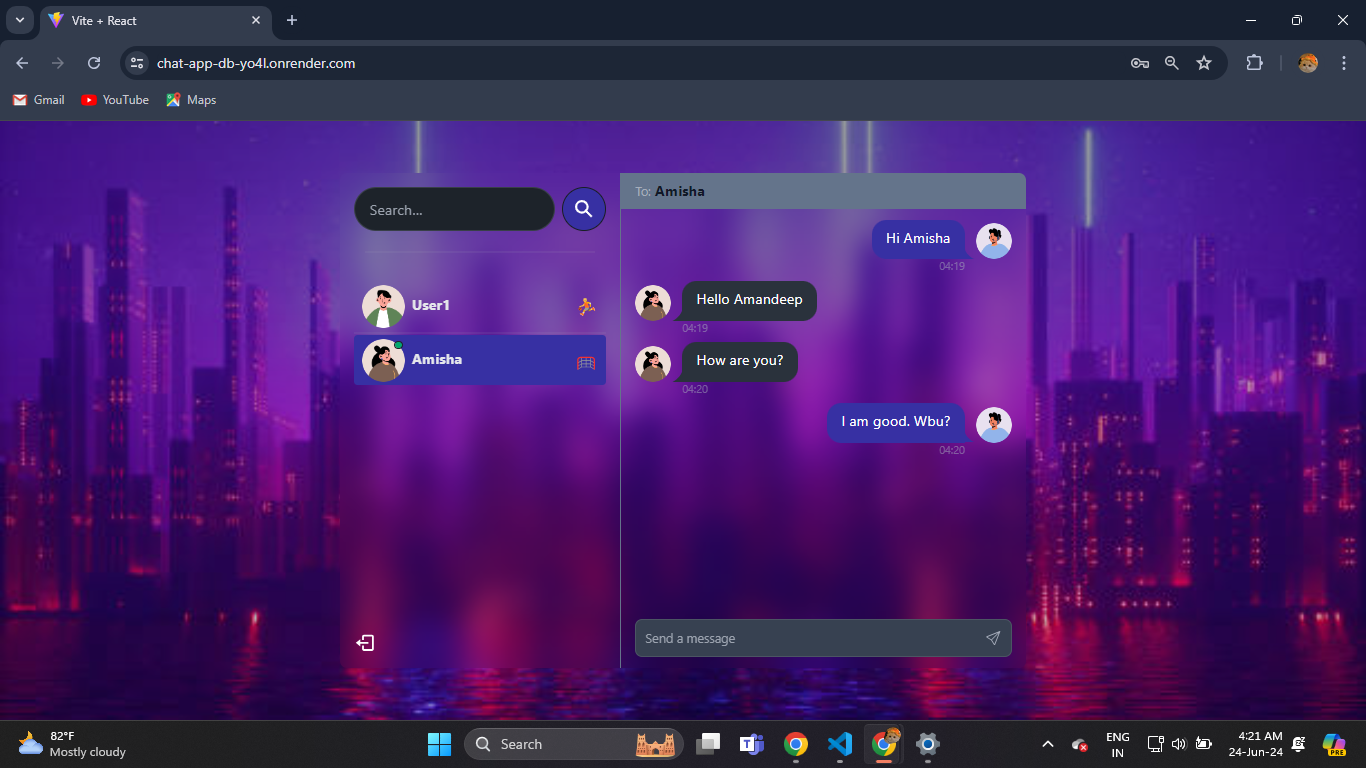 Vite + React
chat-app-db-yo4l.onrender.com
Gmail YouTube Maps
Search...
User1
Amisha
To: Amisha
Hi Amisha
04:19
Hello Amandeep
04:19
How are you?
04:20
I am good. Wbu?
04:20
Send a message
82°F
Mostly cloudy
Search
ENG
IN
4:21 AM
24-Jun-24
PRE